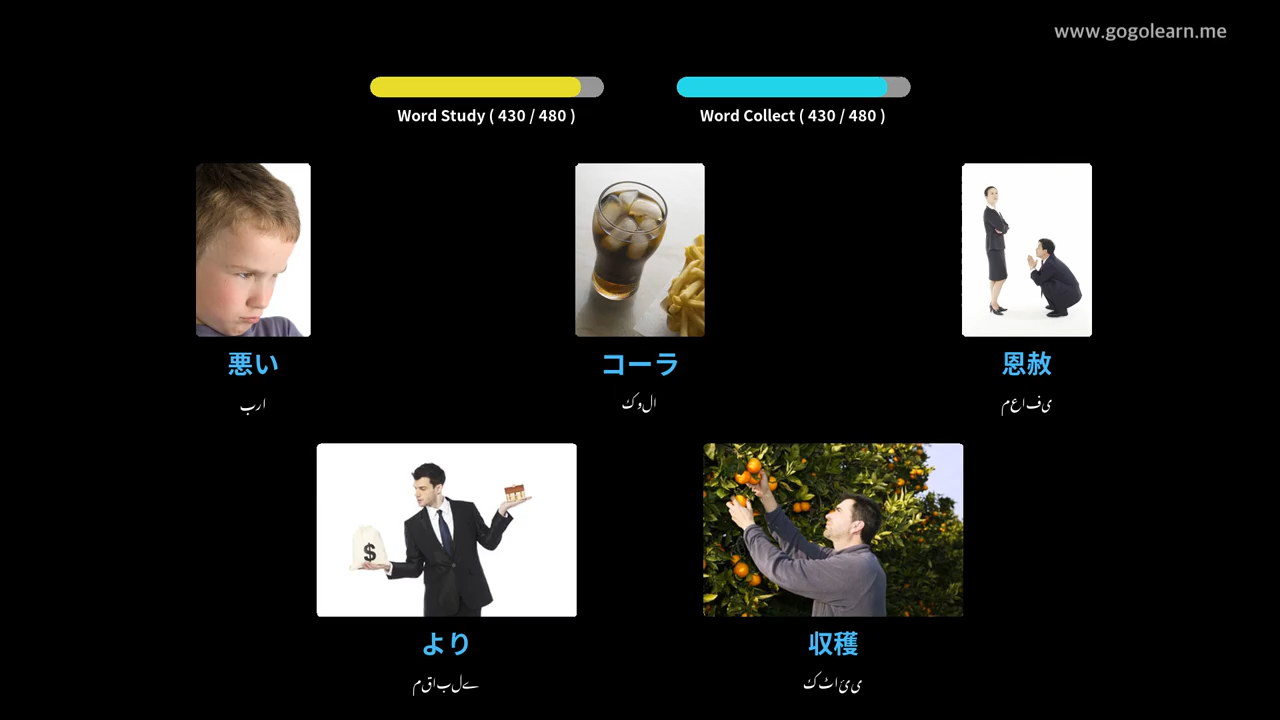 www.gogolearn.me
Word Study ( 430 / 480 )
Word Collect ( 430 / 480 )
悪い
برا
コーラ
کولا
恩赦
معافی
より
مقابلے
収穫
کٹائی
$